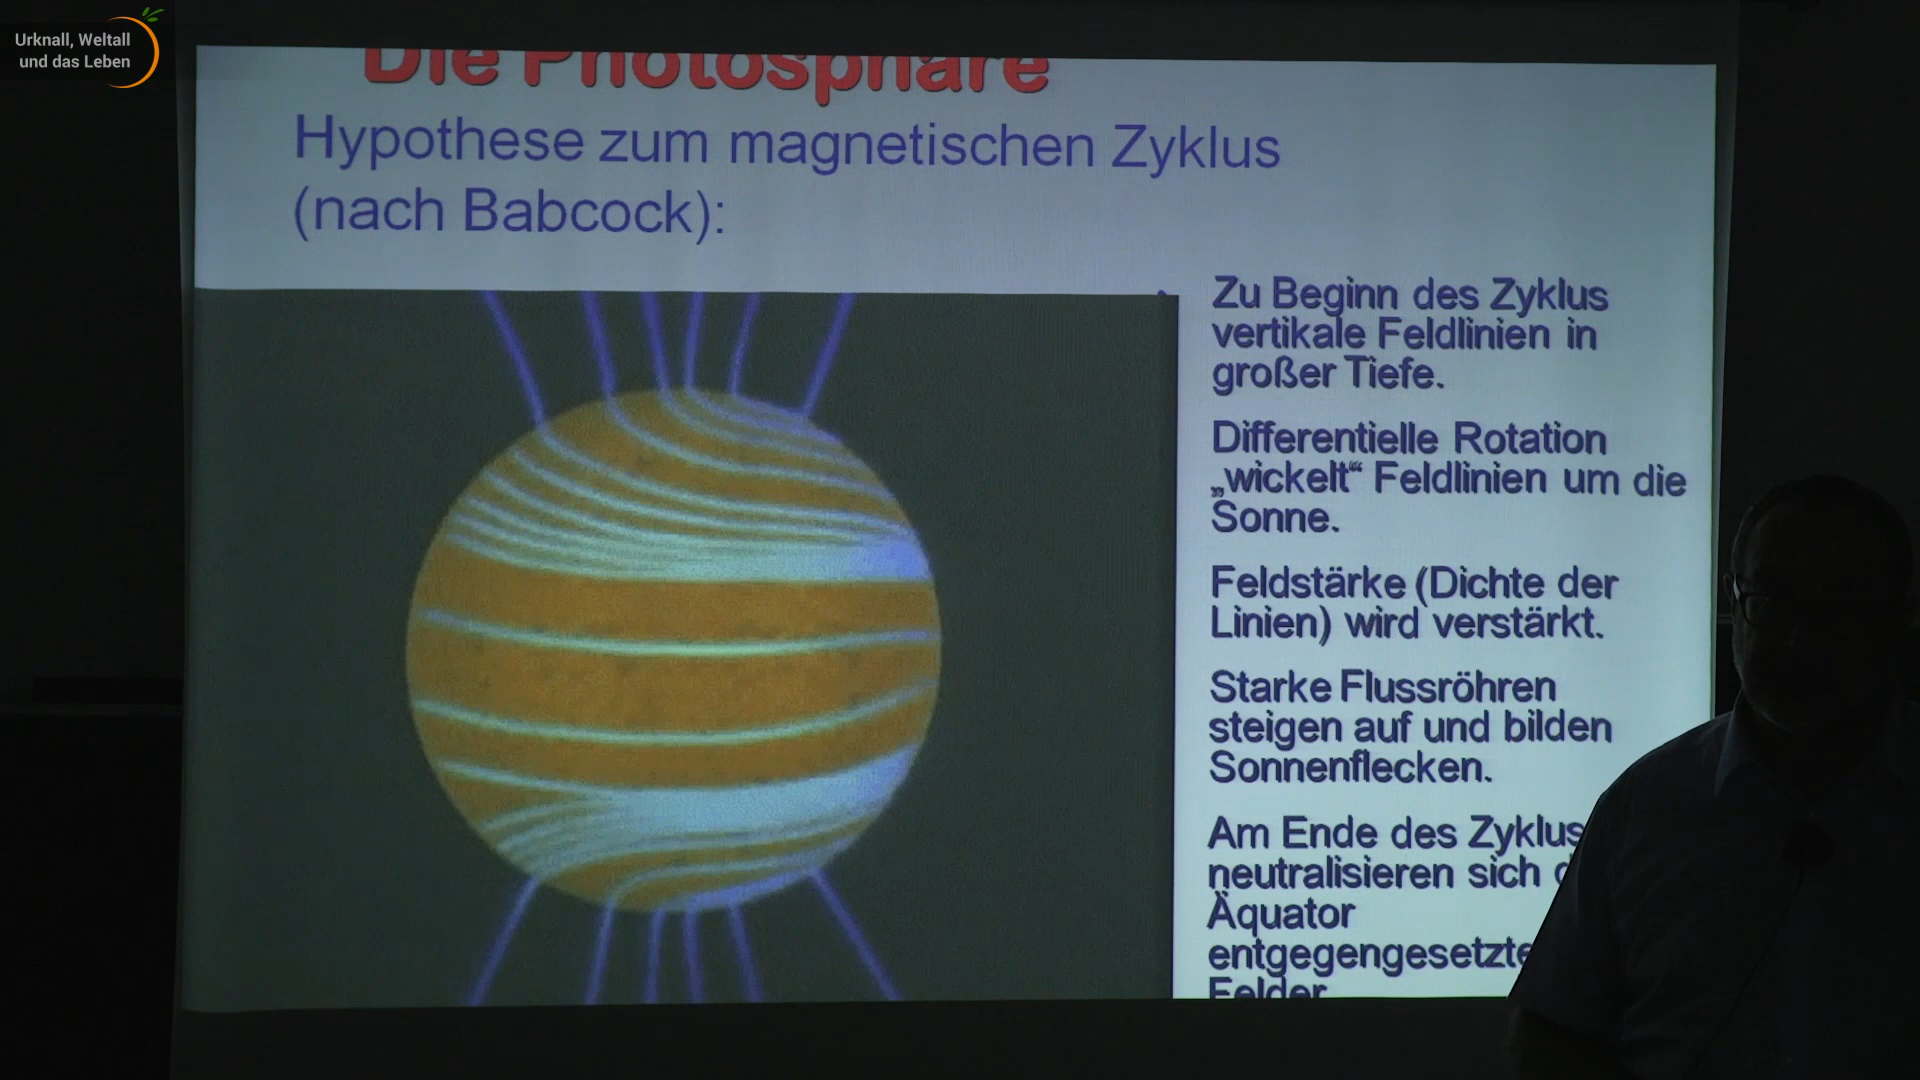 Urknall, Weltall
und das Leben
Die Photosphäre
Hypothese zum magnetischen Zyklus
(nach Babcock):
Zu Beginn des Zyklus
vertikale Feldlinien in
großer Tiefe.
Differentielle Rotation
„wickelt“ Feldlinien um die
Sonne.
Feldstärke (Dichte der
Linien) wird verstärkt.
Starke Flussröhren
steigen auf und bilden
Sonnenflecken.
Am Ende des Zyklus
neutralisieren sich
Äquator
entgegengesetzte
Felder